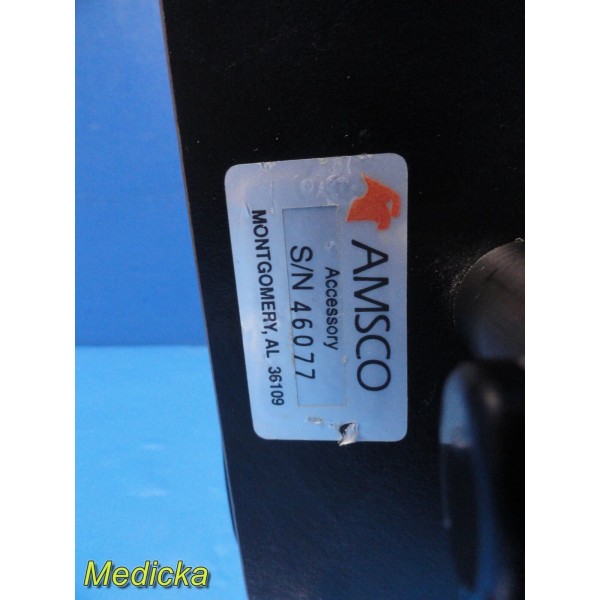 AMSCO
Accessory
S/N 46077
MONTGOMERY, AL 36109
Medicka